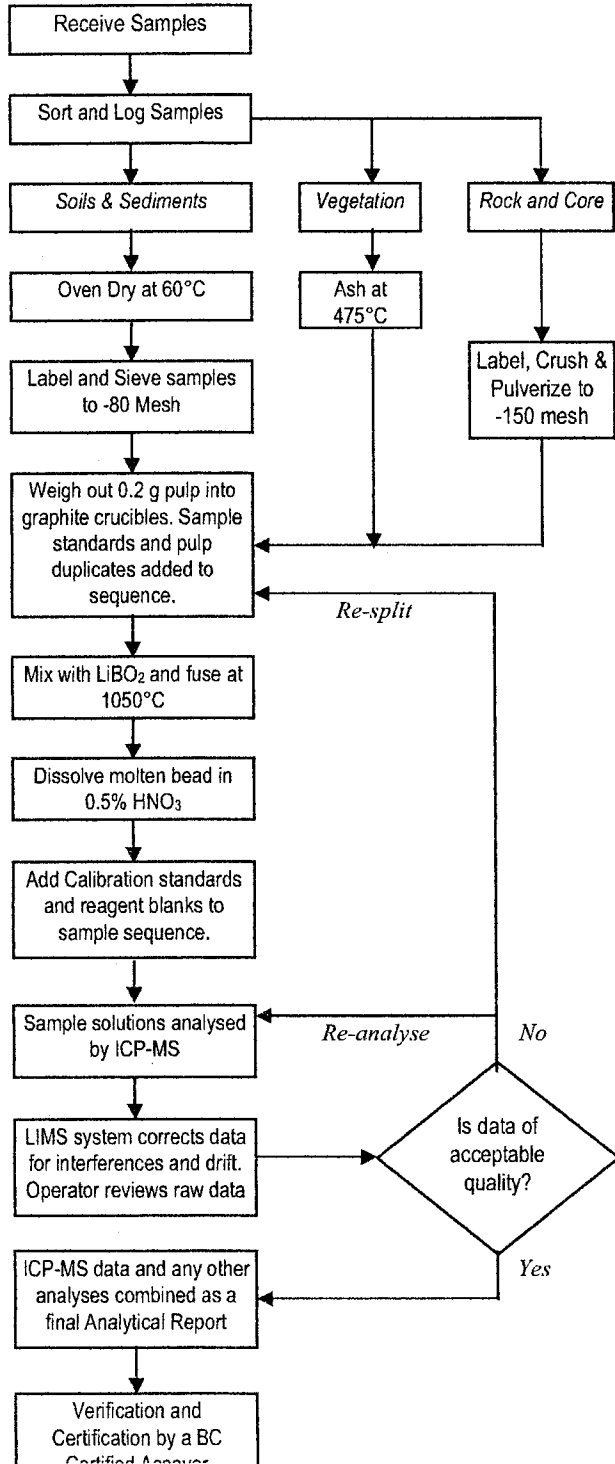 Receive Samples
Sort and Log Samples
Soils & Sediments
Vegetation
Rock and Core
Oven Dry at 60°C
Ash at
475°C
Label and Sieve samples
to -80 Mesh
Label, Crush &
Pulverize to
-150 mesh
Weigh out 0.2 g pulp into
graphite crucibles. Sample
standards and pulp
duplicates added to
sequence.
Re-split
Mix with LiBO₂ and fuse at
1050°C
Dissolve molten bead in
0.5% HNO₃
Add Calibration standards
and reagent blanks to
sample sequence.
Sample solutions analysed
by ICP-MS
Re-analyse
No
LIMS system corrects data
for interferences and drift.
Operator reviews raw data
Is data of
acceptable
quality?
Yes
ICP-MS data and any other
analyses combined as a
final Analytical Report
Verification and
Certification by a BC
Certified Assayer